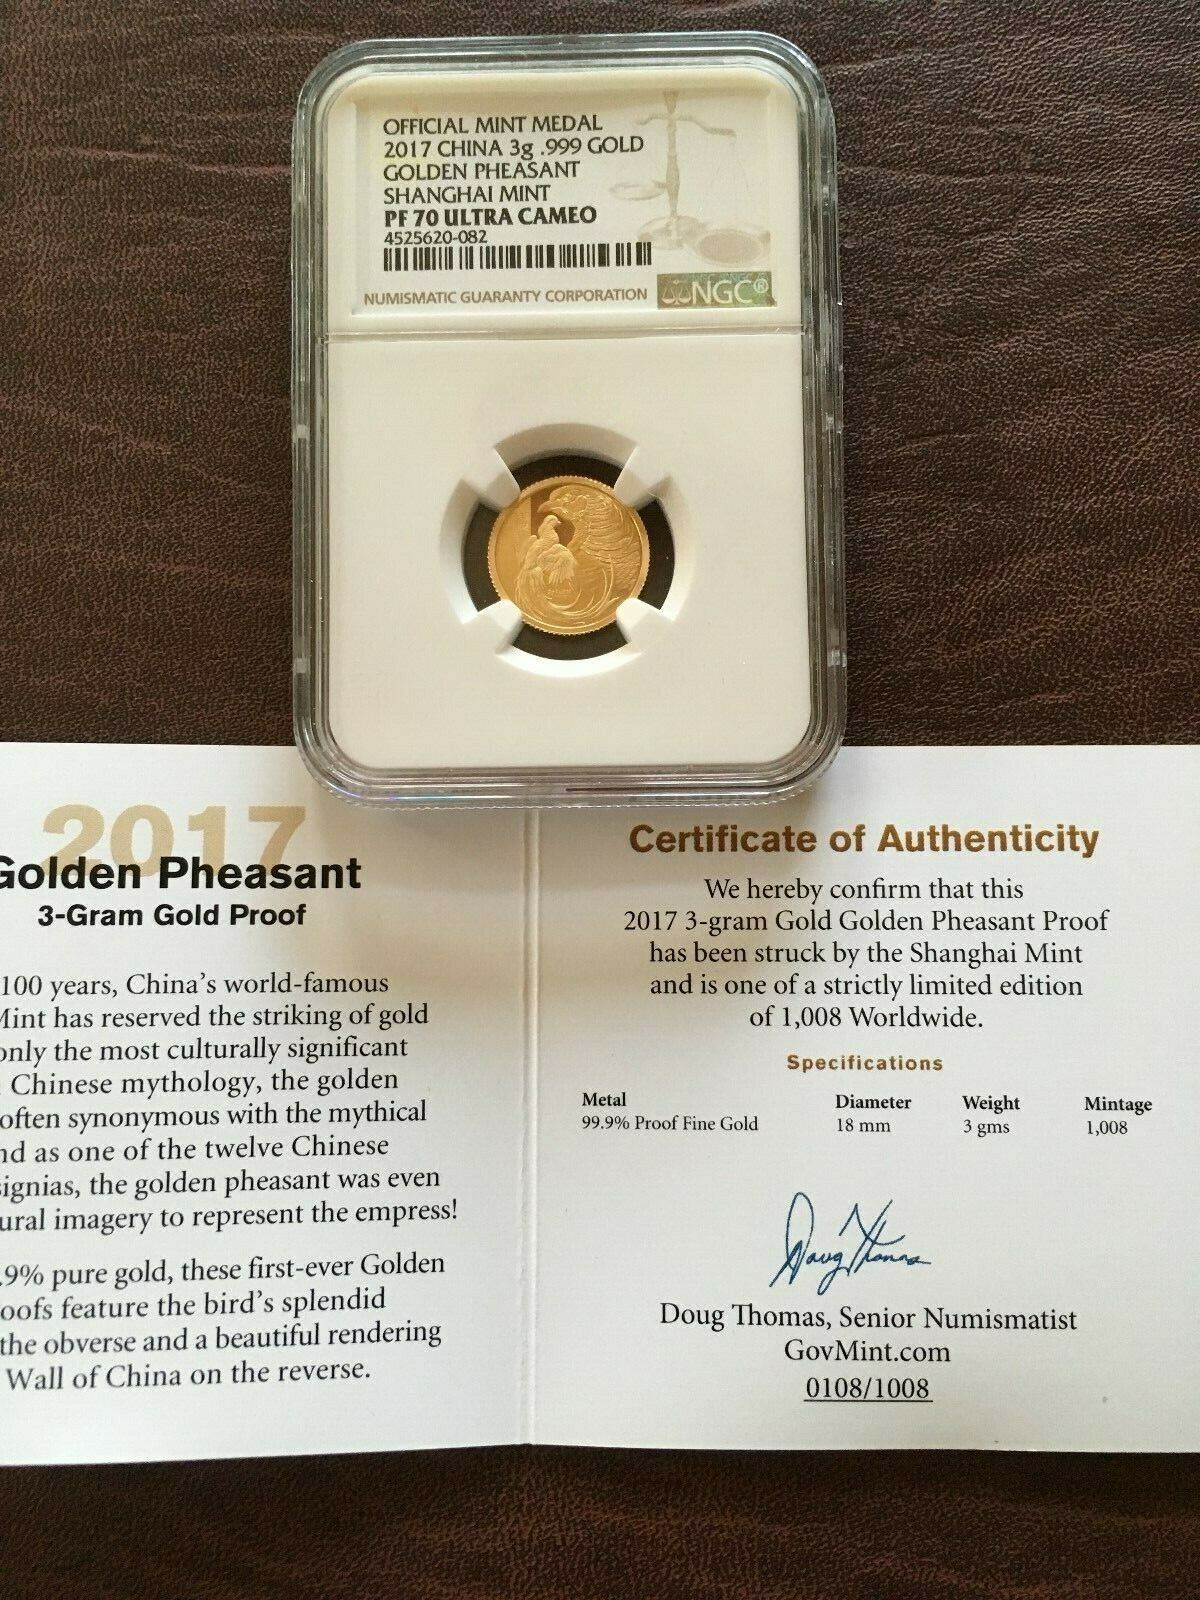 OFFICIAL MINT MEDAL
2017 CHINA 3g .999 GOLD
GOLDEN PHEASANT
SHANGHAI MINT
PF 70 ULTRA CAMEO
4525620-082
NUMISMATIC GUARANTY CORPORATION
NGC®
2017
Golden Pheasant
3-Gram Gold Proof
100 years, China's world-famous
Mint has reserved the striking of gold
only the most culturally significant
Chinese mythology, the golden
often synonymous with the mythical
nd as one of the twelve Chinese
signias, the golden pheasant was even
ural imagery to represent the empress!
.9% pure gold, these first-ever Golden
oofs feature the bird's splendid
the obverse and a beautiful rendering
Wall of China on the reverse.
Certificate of Authenticity
We hereby confirm that this
2017 3-gram Gold Golden Pheasant Proof
has been struck by the Shanghai Mint
and is one of a strictly limited edition
of 1,008 Worldwide.
Specifications
Metal Diameter Weight Mintage
99.9% Proof Fine Gold 18 mm 3 gms 1,008
Doug Thomas
Doug Thomas, Senior Numismatist
GovMint.com
0108/1008